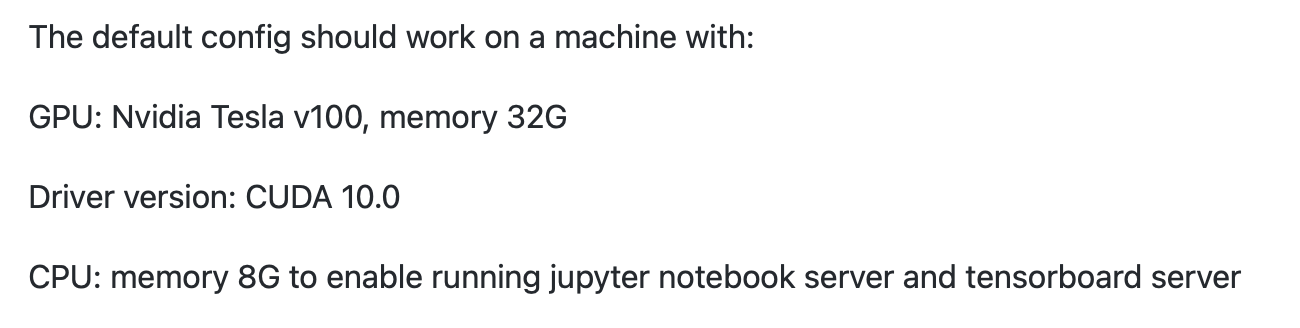 The default config should work on a machine with:
GPU: Nvidia Tesla v100, memory 32G
Driver version: CUDA 10.0
CPU: memory 8G to enable running jupyter notebook server and tensorboard server